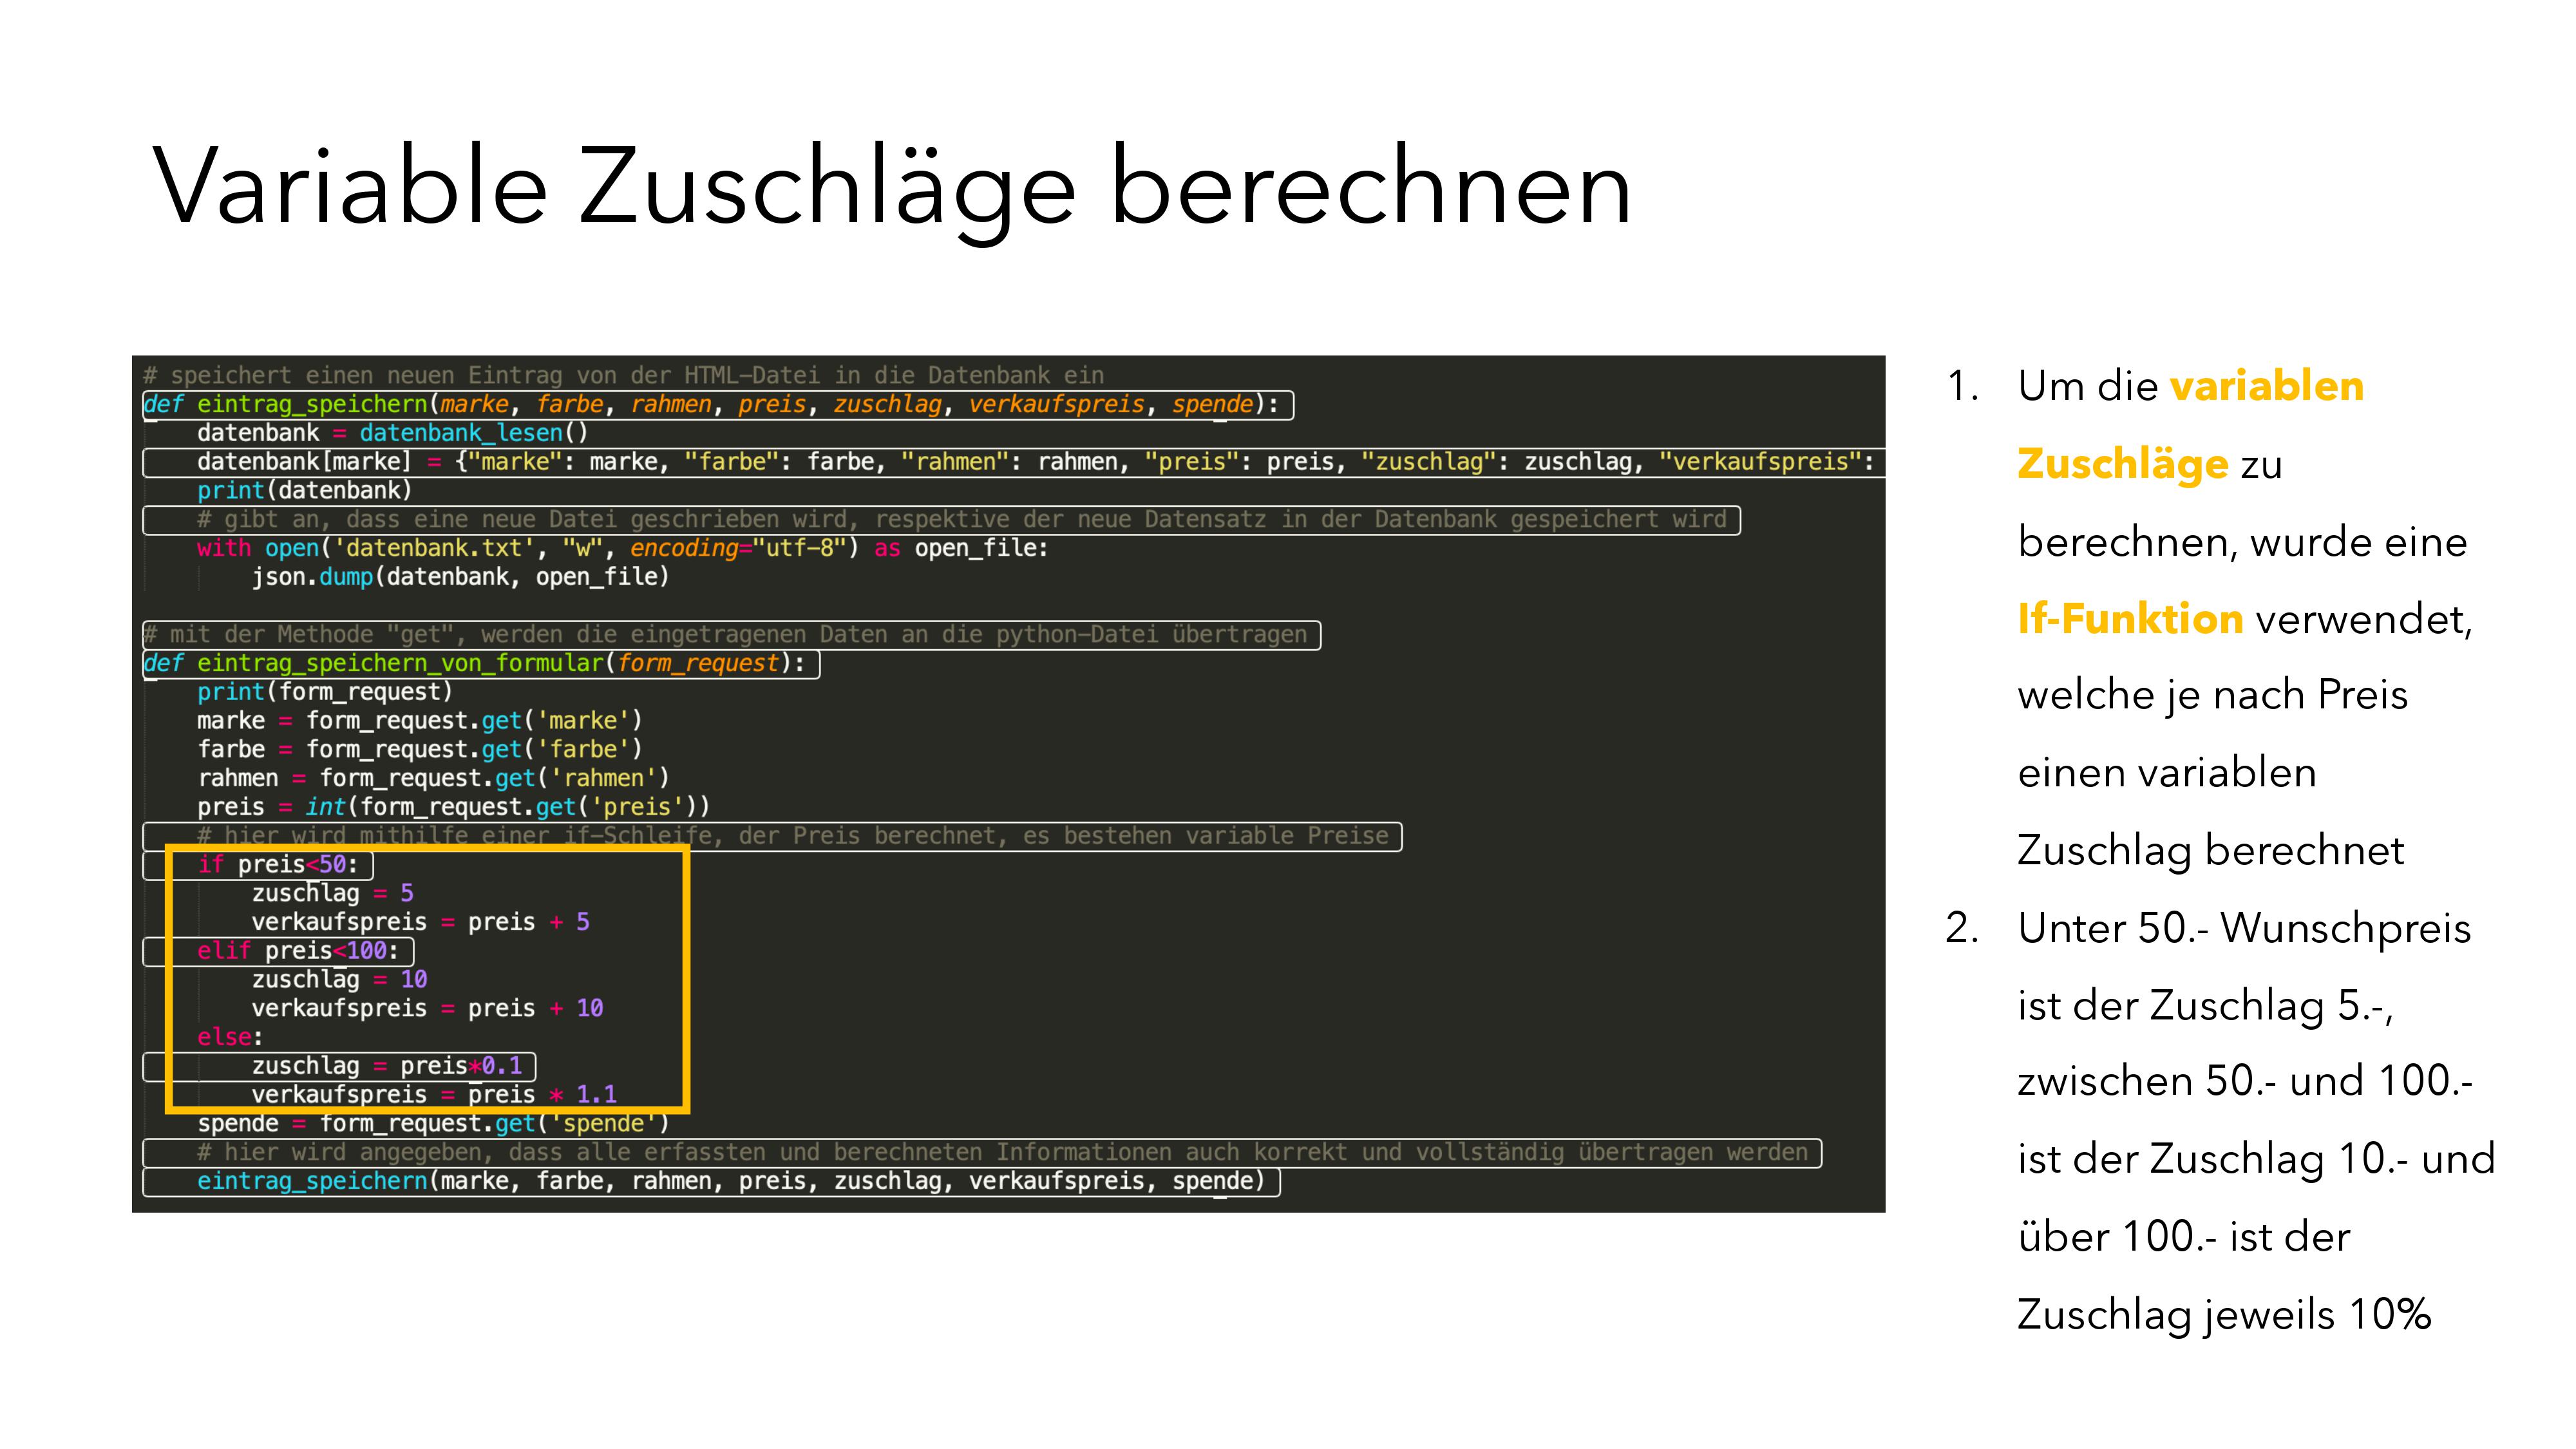 Variable Zuschläge berechnen
# speichert einen neuen Eintrag von der HTML-Datei in die Datenbank ein
def eintrag_speichern(marke, farbe, rahmen, preis, zuschlag, verkaufspreis, spende):
    datenbank = datenbank_lesen()
    datenbank[marke] = {"marke": marke, "farbe": farbe, "rahmen": rahmen, "preis": preis, "zuschlag": zuschlag, "verkaufspreis":
    print(datenbank)
    # gibt an, dass eine neue Datei geschrieben wird, respektive der neue Datensatz in der Datenbank gespeichert wird
    with open('datenbank.txt', "w", encoding="utf-8") as open_file:
        json.dump(datenbank, open_file)
# mit der Methode "get", werden die eingetragenen Daten an die python-Datei übertragen
def eintrag_speichern_von_formular(form_request):
    print(form_request)
    marke = form_request.get('marke')
    farbe = form_request.get('farbe')
    rahmen = form_request.get('rahmen')
    preis = int(form_request.get('preis'))
    # hier wird mithilfe einer if-Schleife, der Preis berechnet, es bestehen variable Preise
    if preis<50:
        zuschlag = 5
        verkaufspreis = preis + 5
    elif preis<100:
        zuschlag = 10
        verkaufspreis = preis + 10
    else:
        zuschlag = preis*0.1
        verkaufspreis = preis * 1.1
    spende = form_request.get('spende')
    # hier wird angegeben, dass alle erfassten und berechneten Informationen auch korrekt und vollständig übertragen werden
    eintrag_speichern(marke, farbe, rahmen, preis, zuschlag, verkaufspreis, spende)
1. Um die variablen
Zuschläge zu
berechnen, wurde eine
If-Funktion verwendet,
welche je nach Preis
einen variablen
Zuschlag berechnet
2. Unter 50.- Wunschpreis
ist der Zuschlag 5.-,
zwischen 50.- und 100.-
ist der Zuschlag 10.- und
über 100.- ist der
Zuschlag jeweils 10%